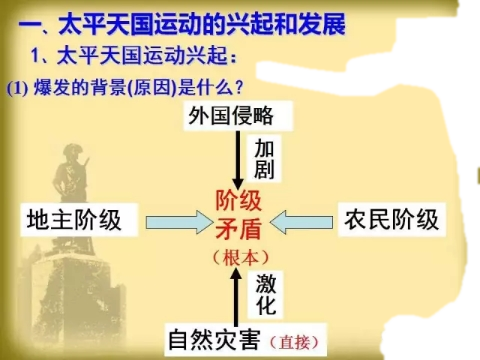 一、太平天国运动的兴起和发展
1、太平天国运动兴起：
(1) 爆发的背景(原因)是什么？
外国侵略
加剧
阶级
地主阶级
矛盾
农民阶级
（根本）
激化
自然灾害（直接）